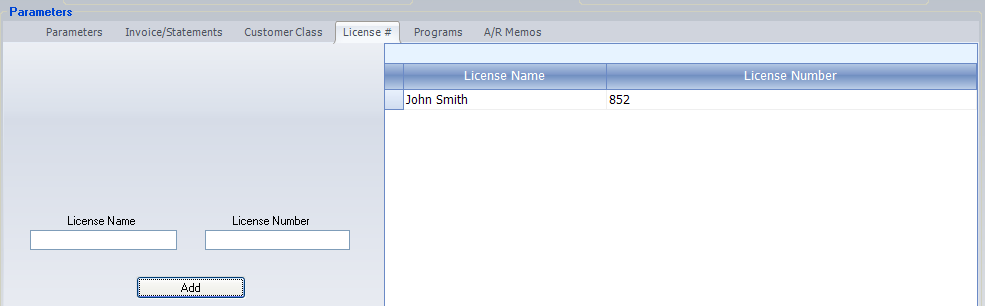 Parameters
Parameters Invoice/Statements Customer Class License # Programs A/R Memos
License Name License Number
John Smith 852
License Name License Number
Add